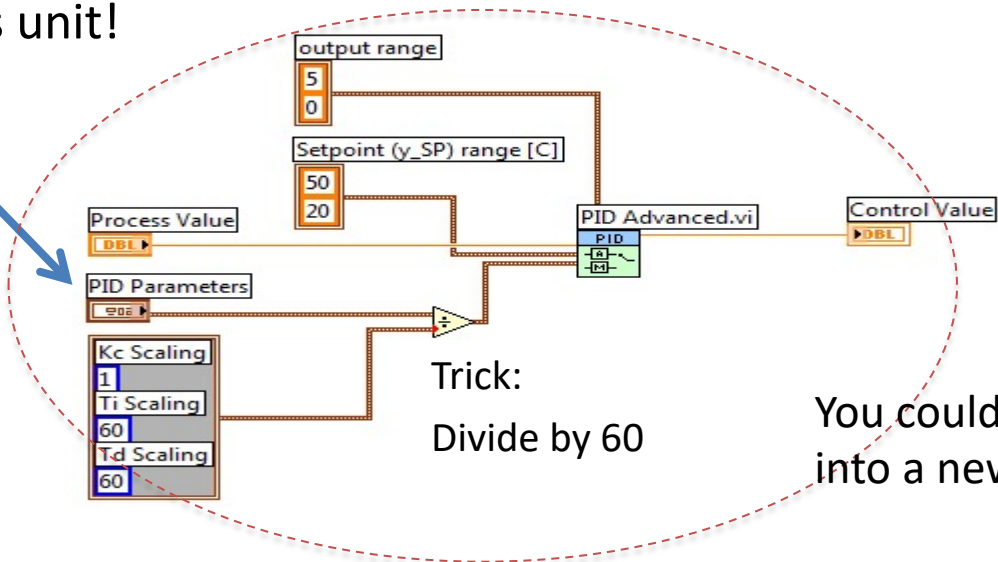 s unit!
output range
5
0
Setpoint (y_SP) range [C]
50
20
Process Value
DBL
PID Advanced.vi
PID
A
M
Control Value
DBL
PID Parameters
Kc Scaling
1
Ti Scaling
60
Td Scaling
60
÷
Trick:
Divide by 60
You could
into a new